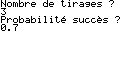 Nombre de tirages ?
3
Probabilité succès ?
0.7